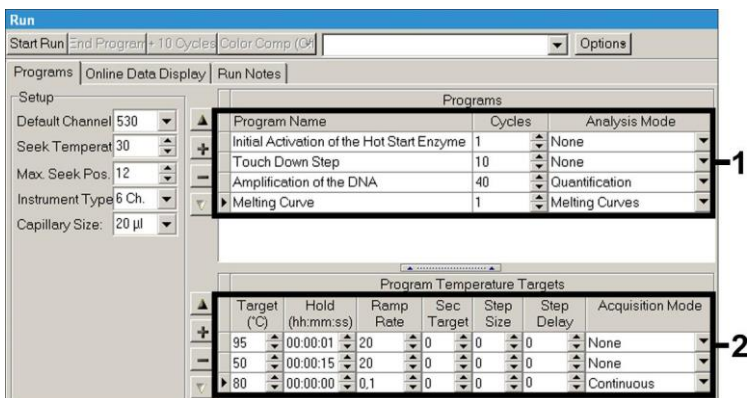 Run
Start Run End Program + 10 Cycles Color Comp (Off Options
Programs Online Data Display Run Notes
Setup
Default Channel 530
Seek Temperat 30
Max. Seek Pos. 12
Instrument Type 6 Ch.
Capillary Size: 20 µl
Programs
Program Name Cycles Analysis Mode
Initial Activation of the Hot Start Enzyme 1 None
Touch Down Step 10 None
Amplification of the DNA 40 Quantification
Melting Curve 1 Melting Curves
1
Program Temperature Targets
Target (°C) Hold (hh:mm:ss) Ramp Rate Sec Target Step Size Step Delay Acquisition Mode
95 00:00:01 20 0 0 0 None
50 00:00:15 20 0 0 0 None
80 00:00:00 0,1 0 0 0 Continuous
2